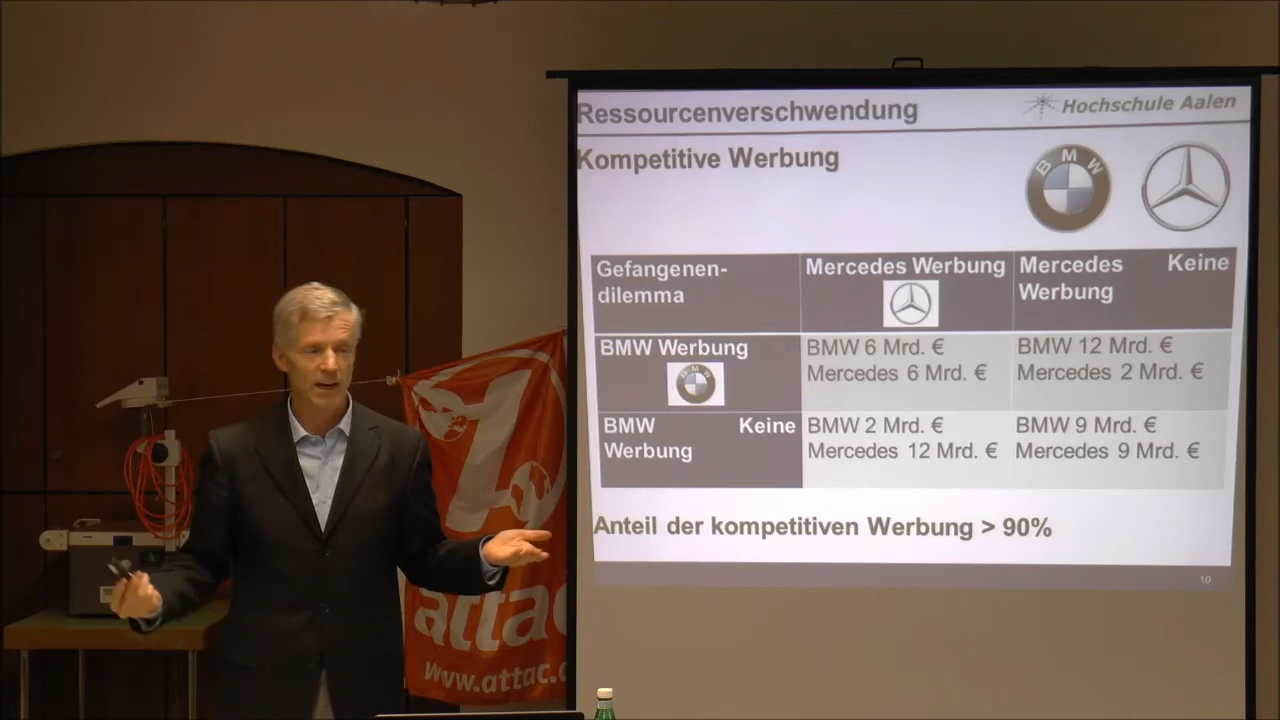 Ressourcenverschwendung
Hochschule Aalen
Kompetitive Werbung
BMW
Gefangenen-
dilemma
Mercedes Werbung
Mercedes Keine
Werbung
BMW Werbung
BMW
BMW 6 Mrd. €
Mercedes 6 Mrd. €
BMW 12 Mrd. €
Mercedes 2 Mrd. €
BMW Keine
Werbung
BMW 2 Mrd. €
Mercedes 12 Mrd. €
BMW 9 Mrd. €
Mercedes 9 Mrd. €
Anteil der kompetitiven Werbung > 90%
10
attac
www.attac.